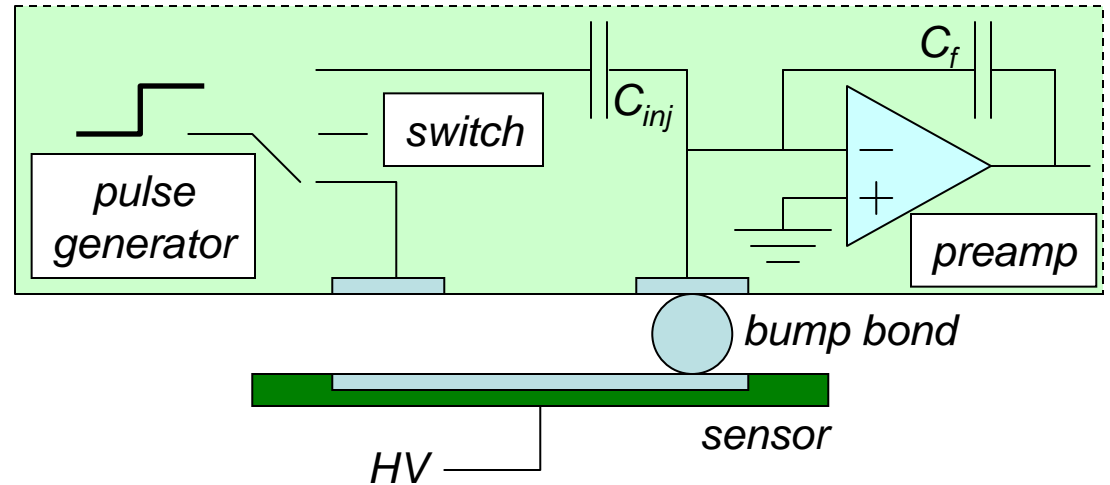 C_f
C_inj
switch
pulse
generator
preamp
bump bond
sensor
HV